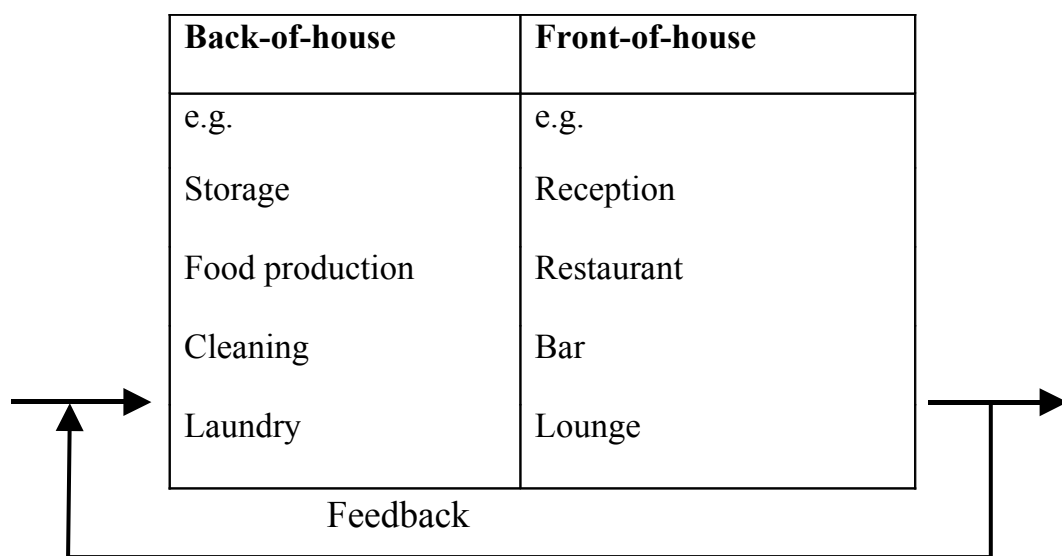 Back-of-house
Front-of-house
e.g.
e.g.
Storage
Reception
Food production
Restaurant
Cleaning
Bar
Laundry
Lounge
Feedback